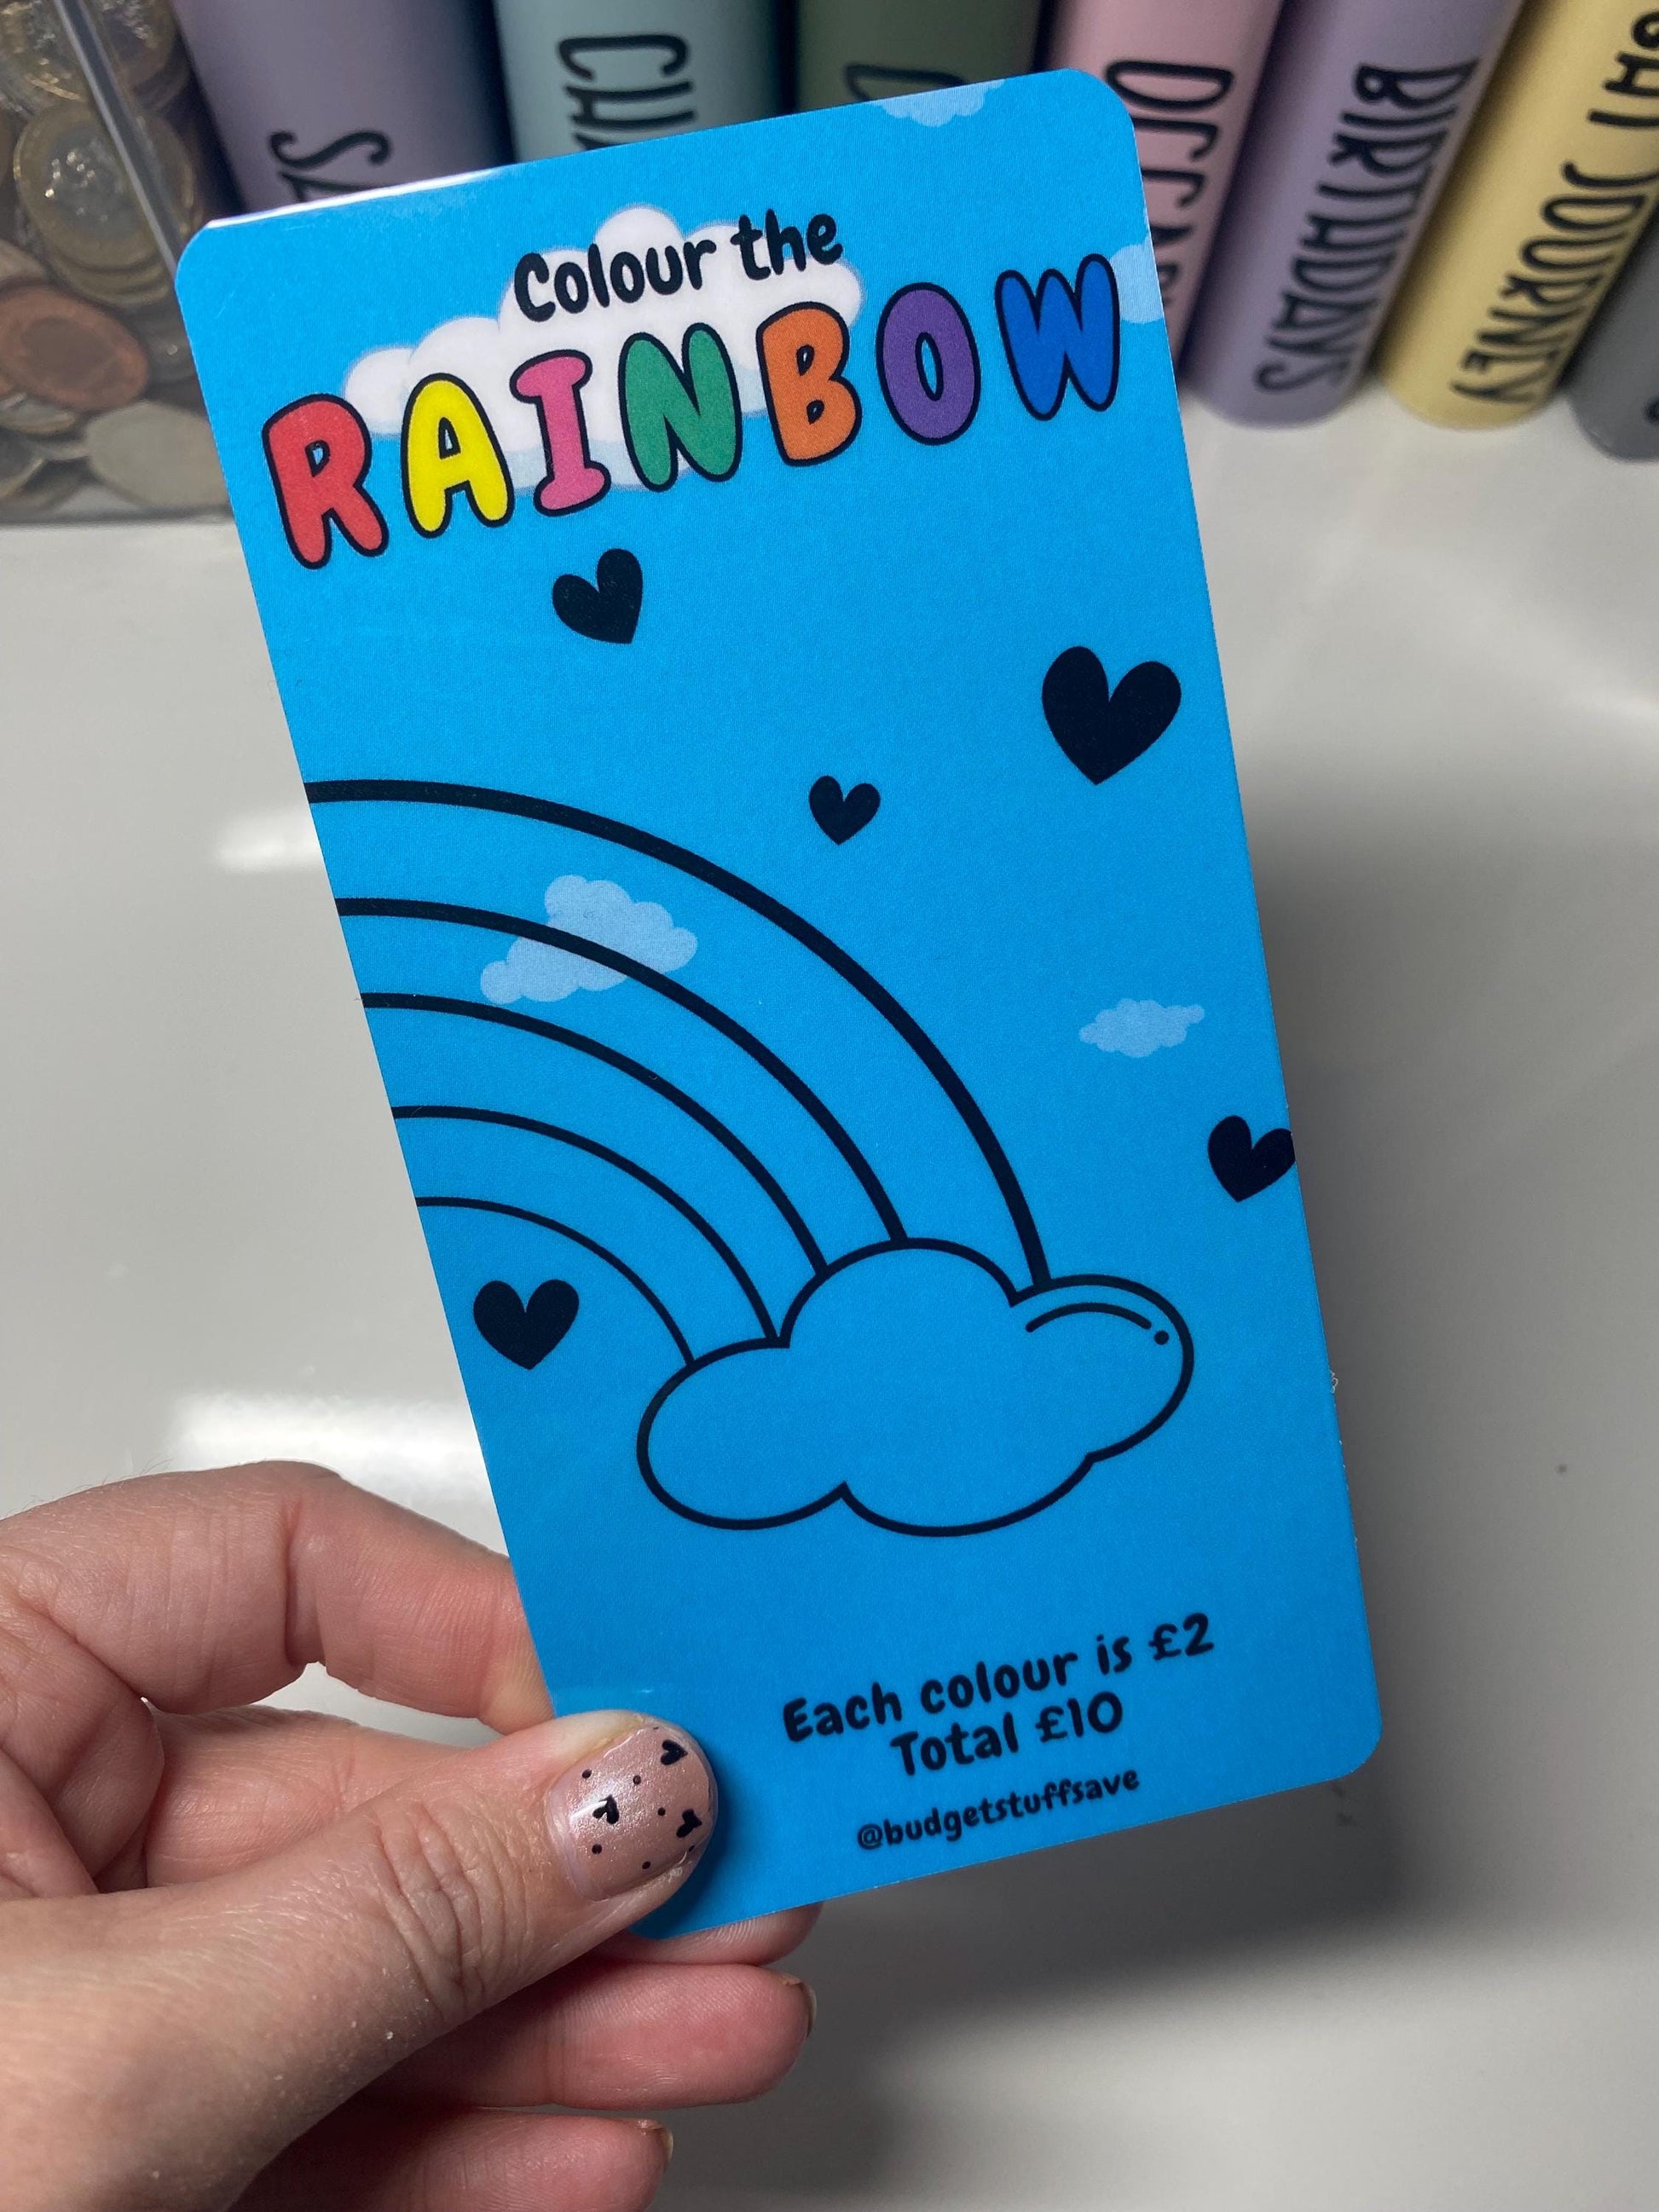 BIRTHDAYS
JOURNEY
Colour the
RAINBOW
Each colour is £2
Total £10
@budgetstuffsave